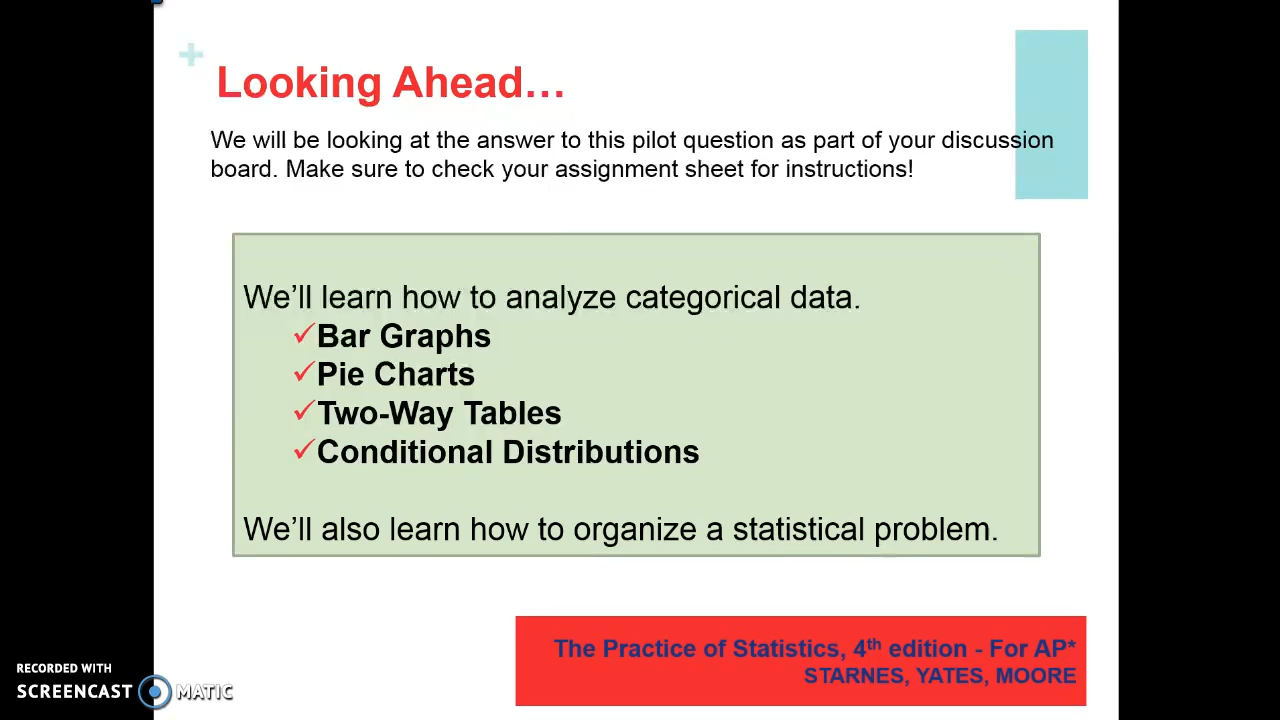 Looking Ahead…
We will be looking at the answer to this pilot question as part of your discussion
board. Make sure to check your assignment sheet for instructions!
We’ll learn how to analyze categorical data.
✓Bar Graphs
✓Pie Charts
✓Two-Way Tables
✓Conditional Distributions
We’ll also learn how to organize a statistical problem.
The Practice of Statistics, 4th edition - For AP*
STARNES, YATES, MOORE
RECORDED WITH
SCREENCAST MATIC